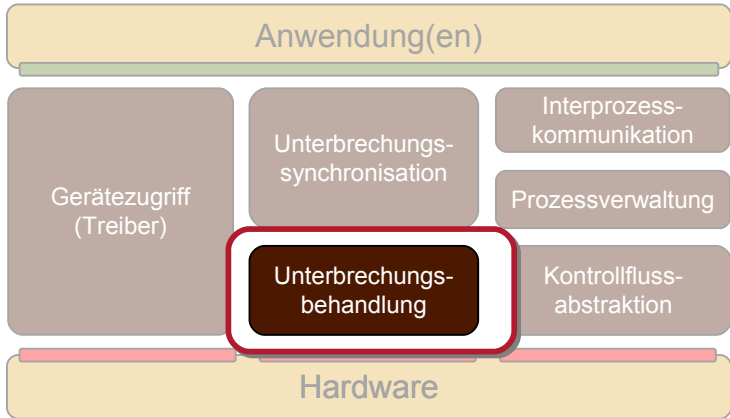 Anwendung(en)
Gerätezugriff
(Treiber)
Unterbrechungs-
synchronisation
Unterbrechungs-
behandlung
Interprozess-
kommunikation
Prozessverwaltung
Kontrollfluss-
abstraktion
Hardware